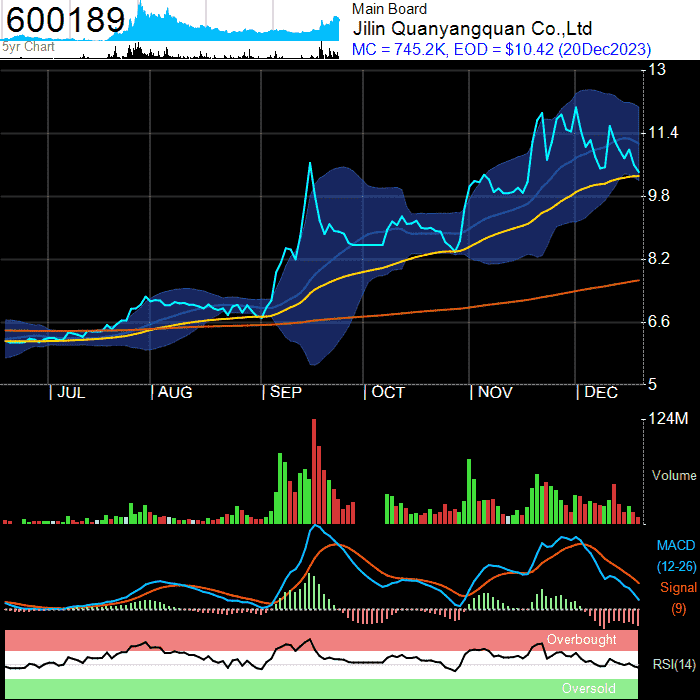 600189
5yr Chart
Main Board
Jilin Quanyangquan Co.,Ltd
MC = 745.2K, EOD = $10.42 (20Dec2023)
13
11.4
9.8
8.2
6.6
5
| JUL | AUG | SEP | OCT | NOV | DEC
124M
Volume
MACD
(12-26)
Signal
(9)
Overbought
RSI(14)
Oversold